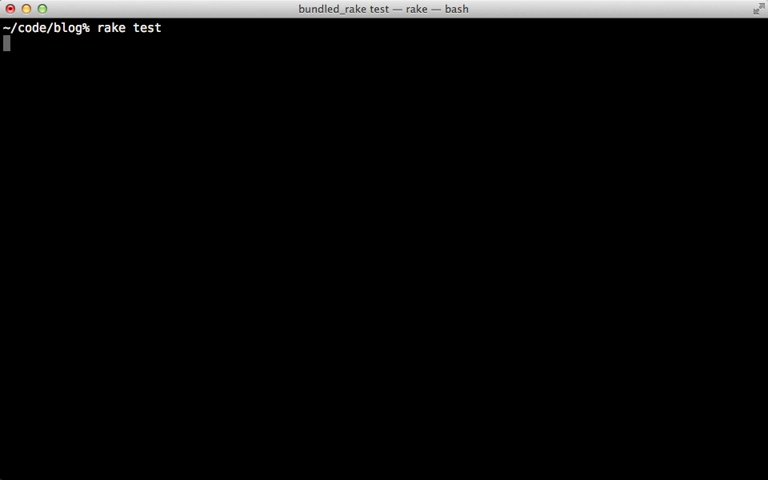 bundled_rake test — rake — bash
~/code/blog% rake test